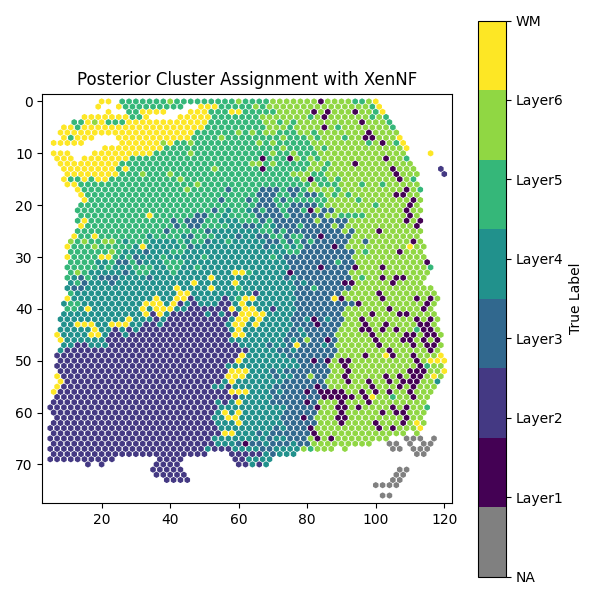 Posterior Cluster Assignment with XenNF
0
10
20
30
40
50
60
70
20
40
60
80
100
120
WM
Layer6
Layer5
Layer4
Layer3
Layer2
Layer1
NA
True Label